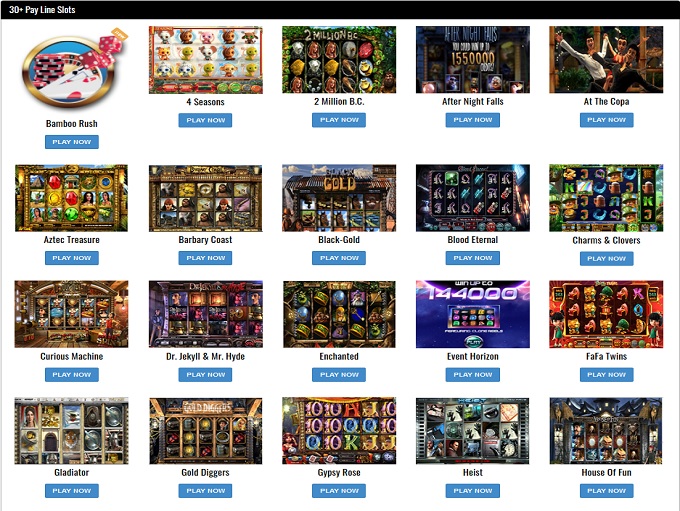 30+ Pay Line Slots
Bamboo Rush
PLAY NOW
4 Seasons
PLAY NOW
2 MILLION B.C.
2 Million B.C.
PLAY NOW
AFTER NIGHT FALLS
YOU COULD WIN UP TO
1550000
After Night Falls
PLAY NOW
At The Copa
PLAY NOW
Aztec Treasure
PLAY NOW
Barbary Coast
PLAY NOW
GOLD
Black-Gold
PLAY NOW
Blood Eternal
PLAY NOW
Charms & Clovers
PLAY NOW
Curious Machine
PLAY NOW
Dr. Jekyll & Mr. Hyde
PLAY NOW
Enchanted
PLAY NOW
WIN UP TO
144000
Event Horizon
PLAY NOW
FaFa Twins
PLAY NOW
Gladiator
PLAY NOW
GOLD DIGGERS
Gold Diggers
PLAY NOW
Gypsy Rose
PLAY NOW
HEIST
Heist
PLAY NOW
House Of Fun
PLAY NOW